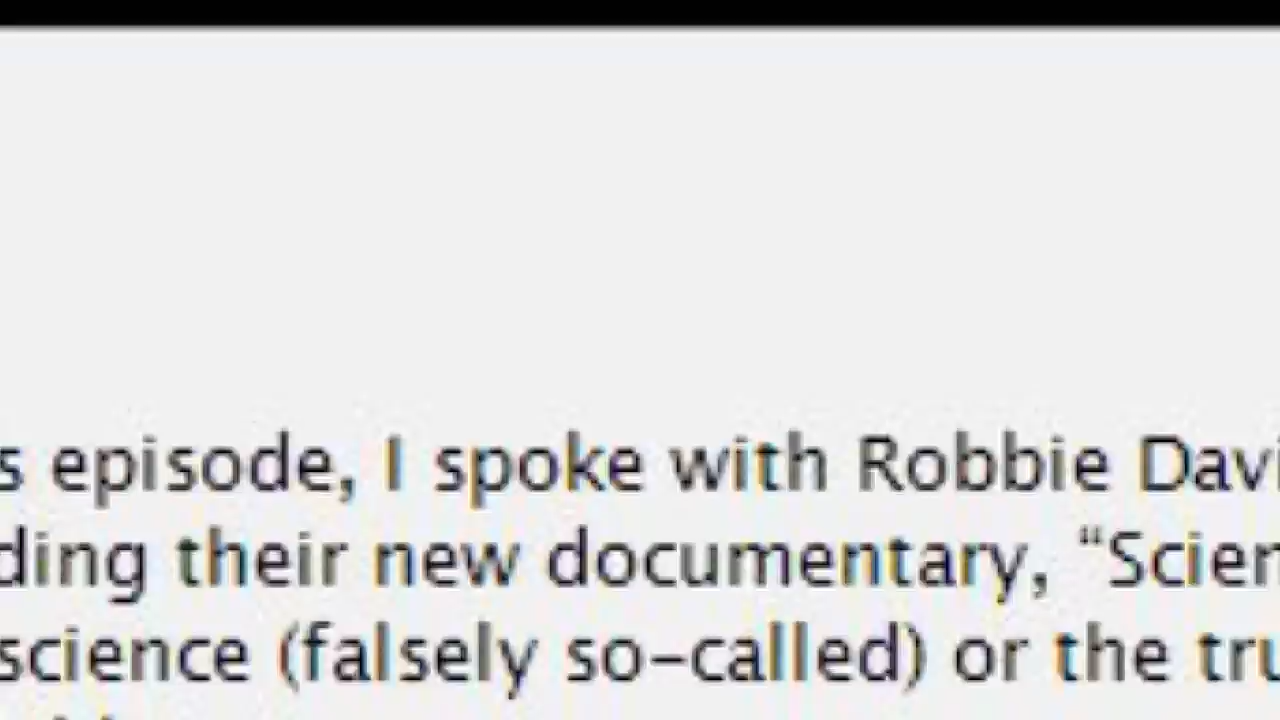 s episode, I spoke with Robbie Davi
ding their new documentary, “Scien
science (falsely so-called) or the tru